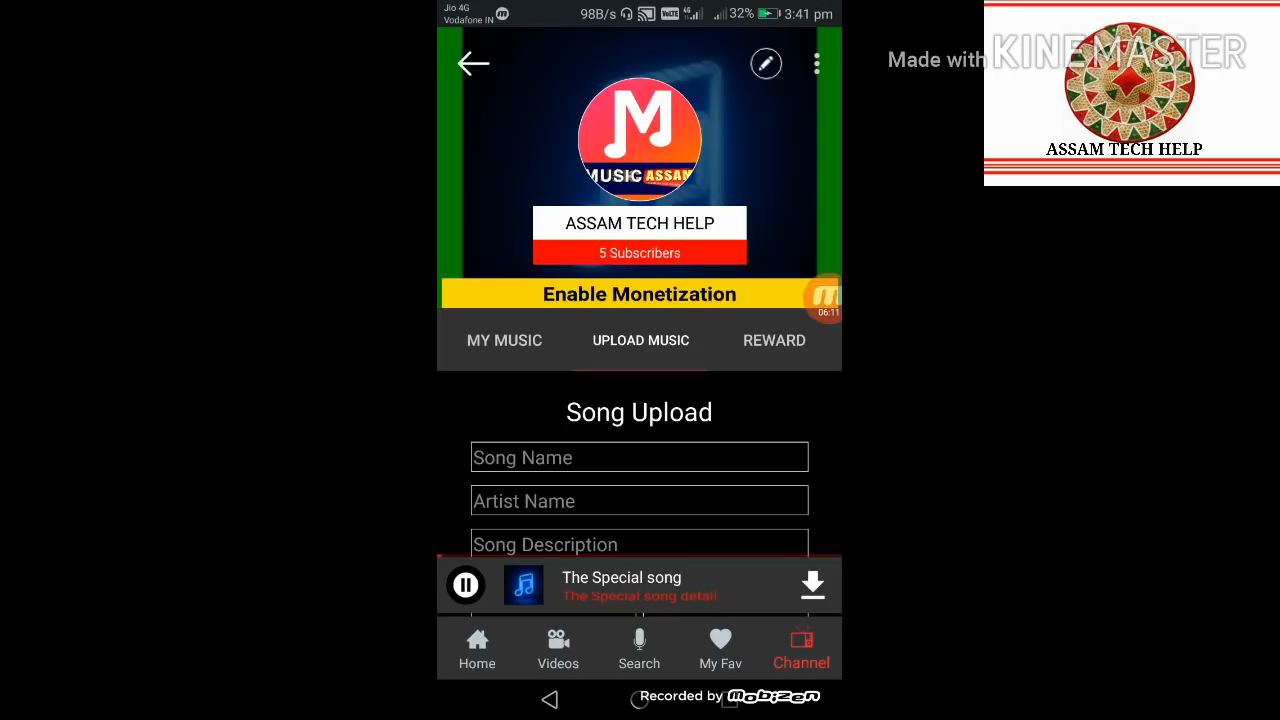 Jio 4G
Vodafone IN
98B/s
VoLTE
4G
32%
3:41 pm
Made with KINEMASTER
ASSAM TECH HELP
M
MUSIC ASSAM
ASSAM TECH HELP
5 Subscribers
Enable Monetization
06:11
MY MUSIC
UPLOAD MUSIC
REWARD
Song Upload
Song Name
Artist Name
Song Description
The Special song
The Special song detail
Home
Videos
Search
My Fav
Channel
Recorded by Mobizen